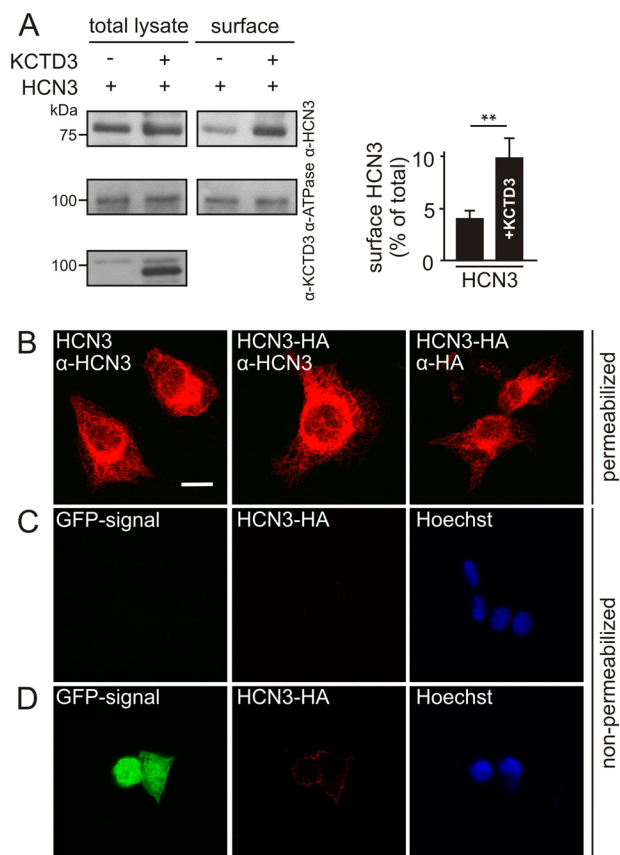 A
total lysate surface
KCTD3 - + - +
HCN3 + + + +
kDa
75
α-HCN3
100
α-ATPase
100
α-KCTD3
**
10
5
0
surface HCN3
(% of total)
+KCTD3
HCN3
B
HCN3
α-HCN3
HCN3-HA
α-HCN3
HCN3-HA
α-HA
permeabilized
C
GFP-signal
HCN3-HA
Hoechst
D
GFP-signal
HCN3-HA
Hoechst
non-permeabilized